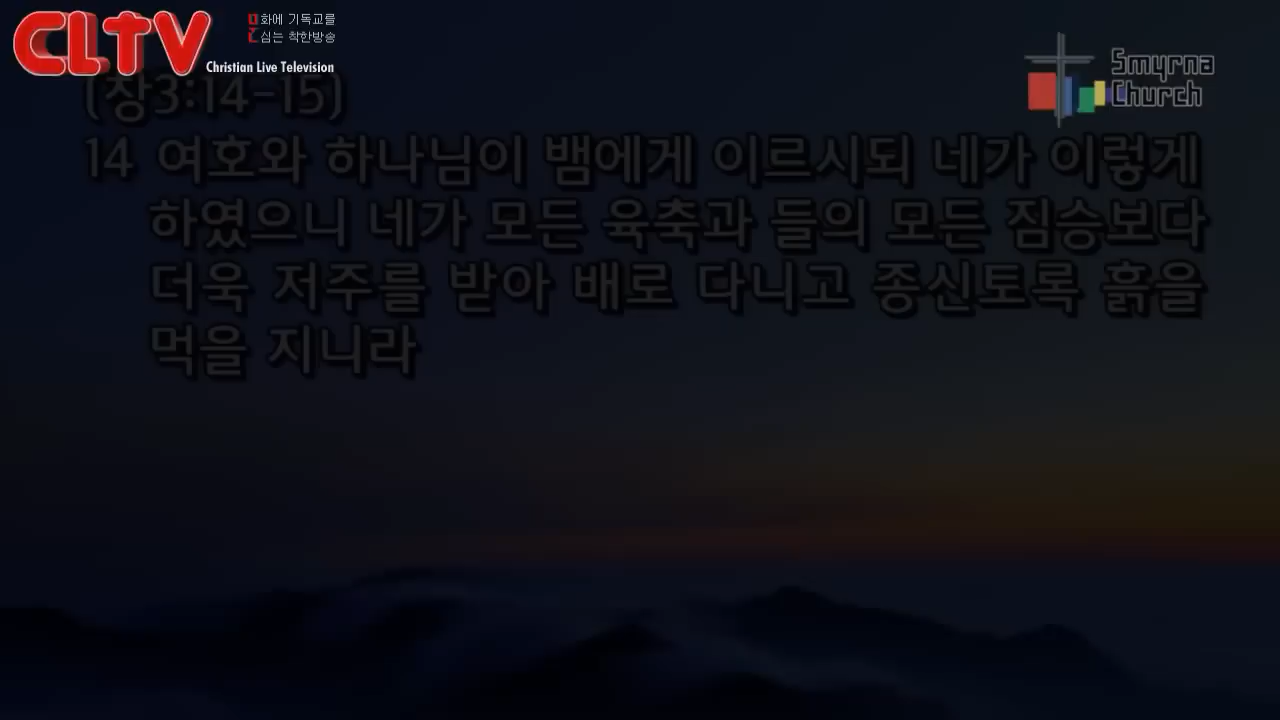 CLTV
문화에 기독교를
심는 착한방송
Christian Live Television
Smyrna
Church
(창3:14-15)
14 여호와 하나님이 뱀에게 이르시되 네가 이렇게
하였으니 네가 모든 육축과 들의 모든 짐승보다
더욱 저주를 받아 배로 다니고 종신토록 흙을
먹을 지니라